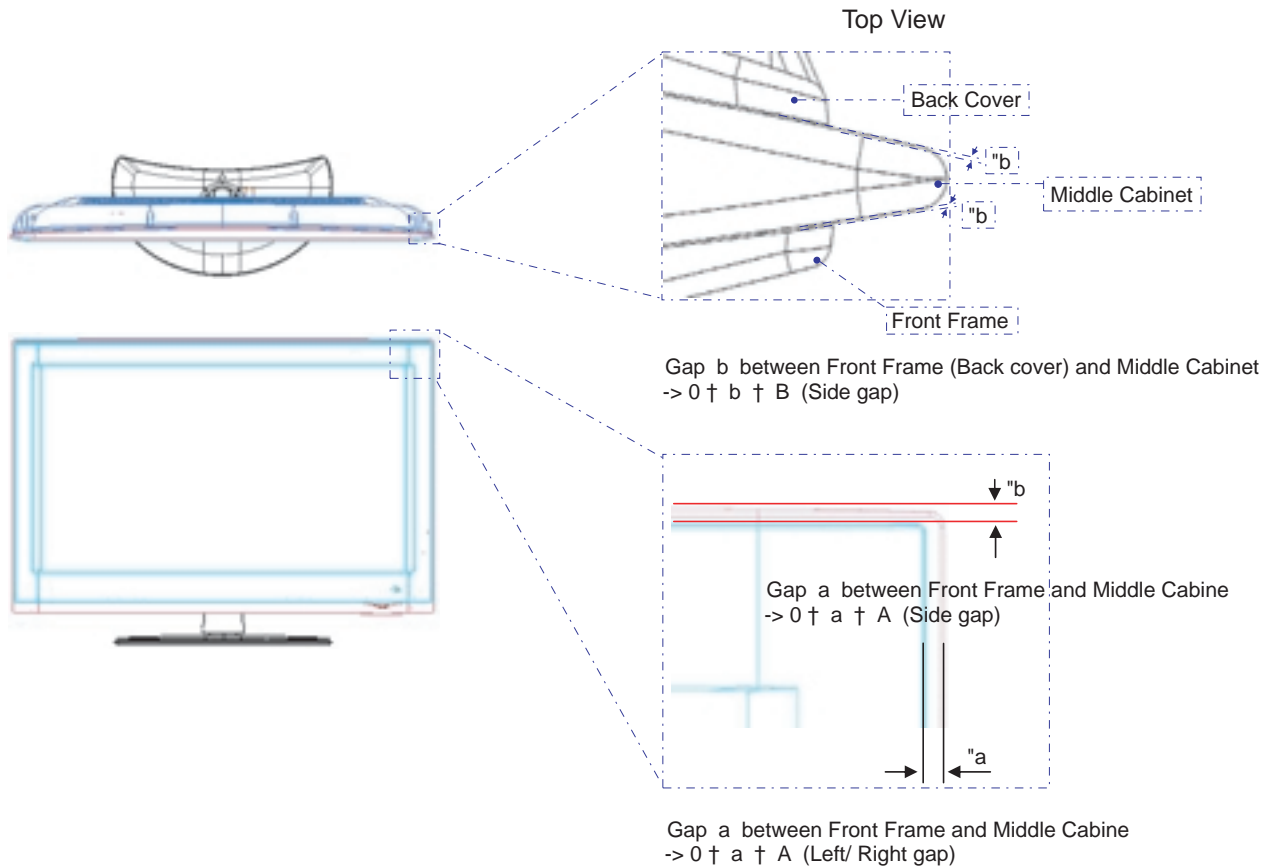 Top View
Back Cover
"b
Middle Cabinet
"b
Front Frame
Gap b between Front Frame (Back cover) and Middle Cabinet
-> 0 † b † B (Side gap)
"b
Gap a between Front Frame and Middle Cabine
-> 0 † a † A (Side gap)
"a
Gap a between Front Frame and Middle Cabine
-> 0 † a † A (Left/ Right gap)